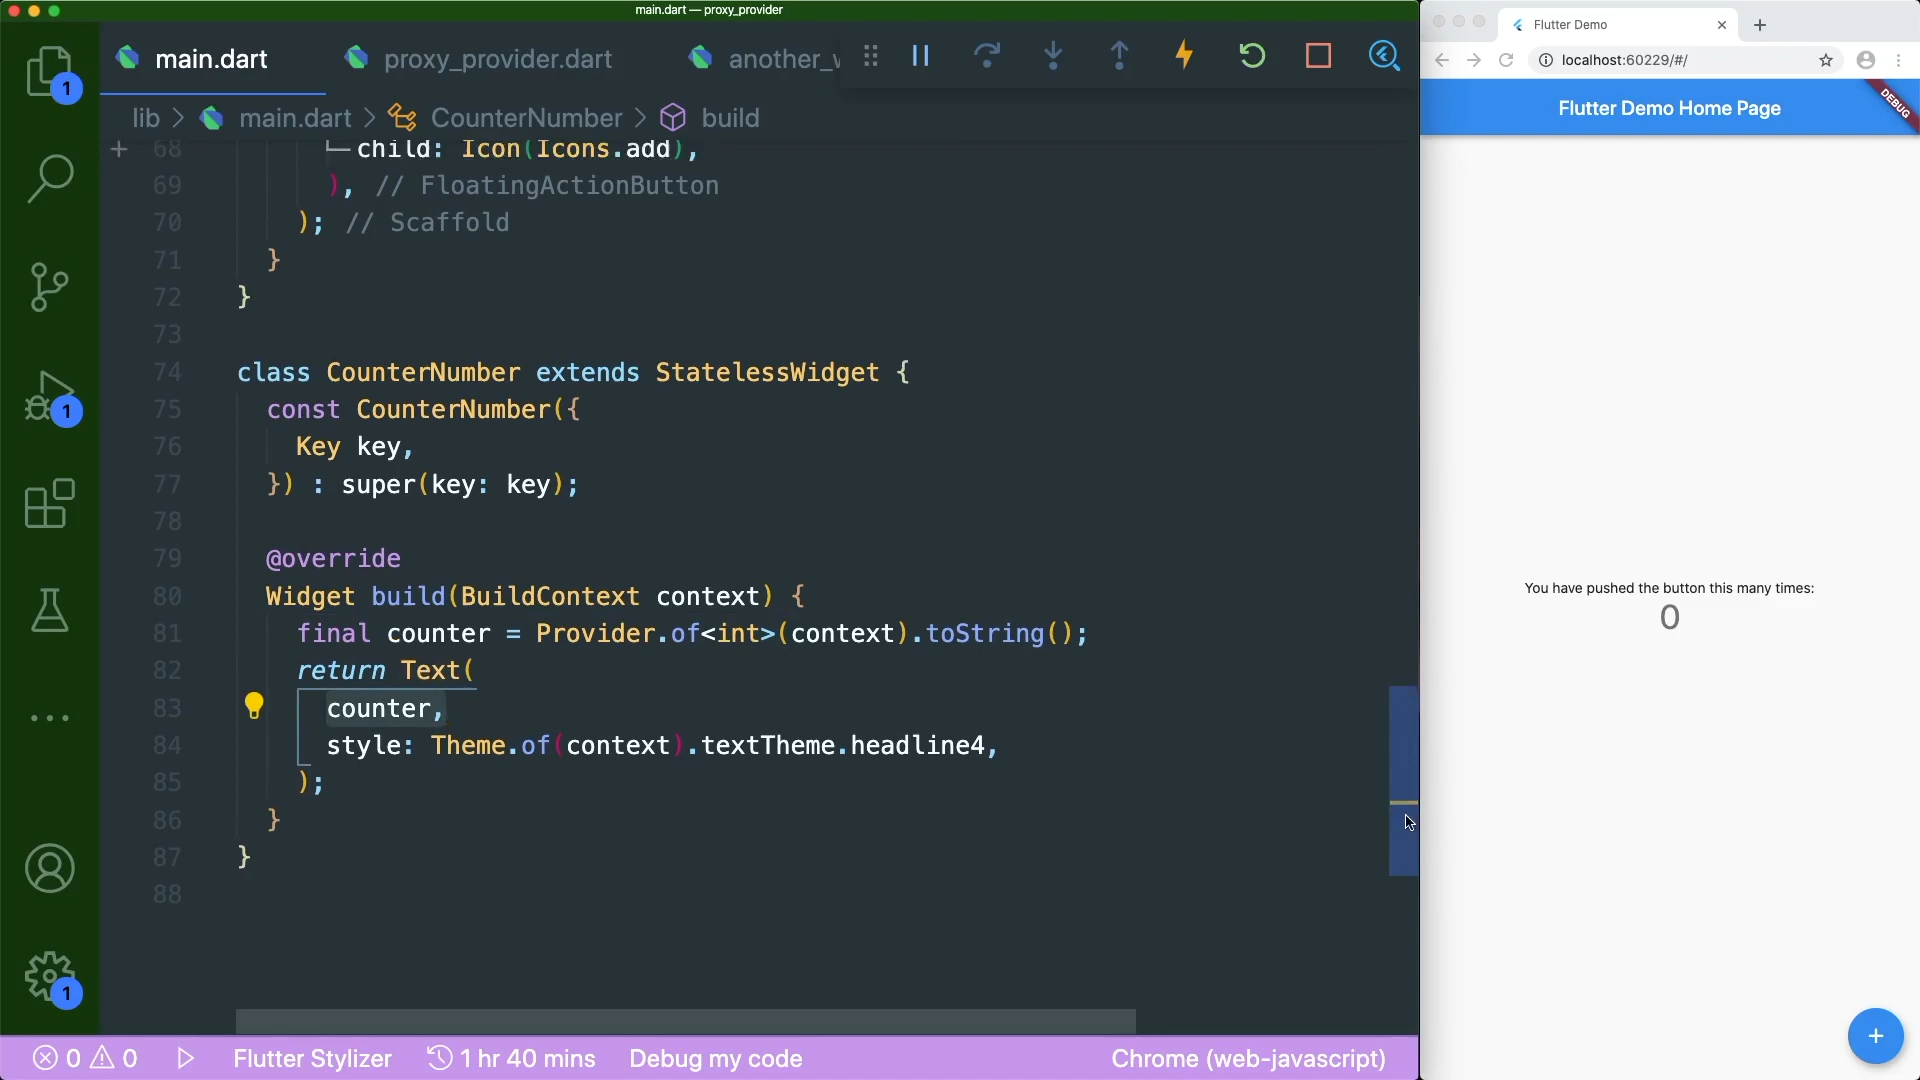 main.dart — proxy_provider
main.dart
proxy_provider.dart
another_
lib > main.dart > CounterNumber > build
68 child: Icon(Icons.add),
69 ), // FloatingActionButton
70 ); // Scaffold
71 }
72 }
73
74 class CounterNumber extends StatelessWidget {
75 const CounterNumber({
76 Key key,
77 }) : super(key: key);
78
79 @override
80 Widget build(BuildContext context) {
81 final counter = Provider.of<int>(context).toString();
82 return Text(
83 counter,
84 style: Theme.of(context).textTheme.headline4,
85 );
86 }
87 }
88
1
1
1
0 0 Flutter Stylizer 1 hr 40 mins Debug my code Chrome (web-javascript)
Flutter Demo
localhost:60229/#/
Flutter Demo Home Page
DEBUG
You have pushed the button this many times:
0